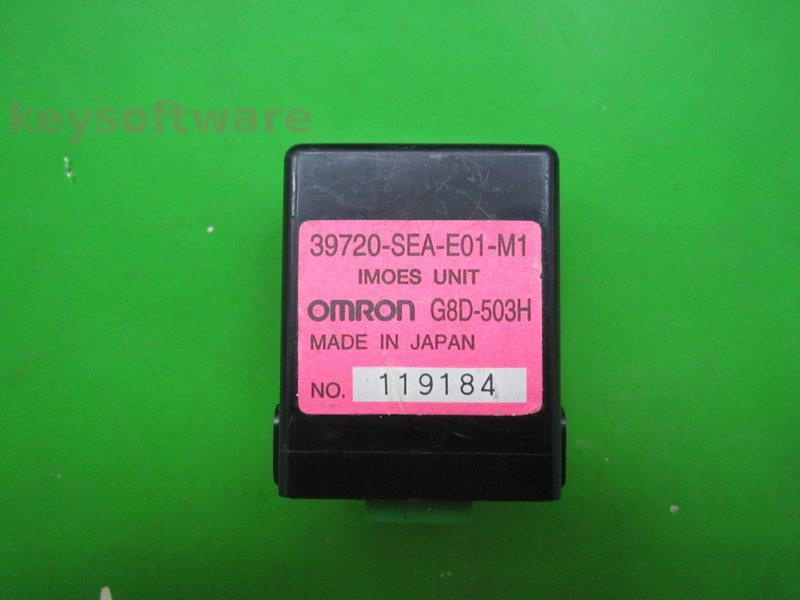 keysoftware
39720-SEA-E01-M1
IMOES UNIT
OMRON G8D-503H
MADE IN JAPAN
NO. 119184